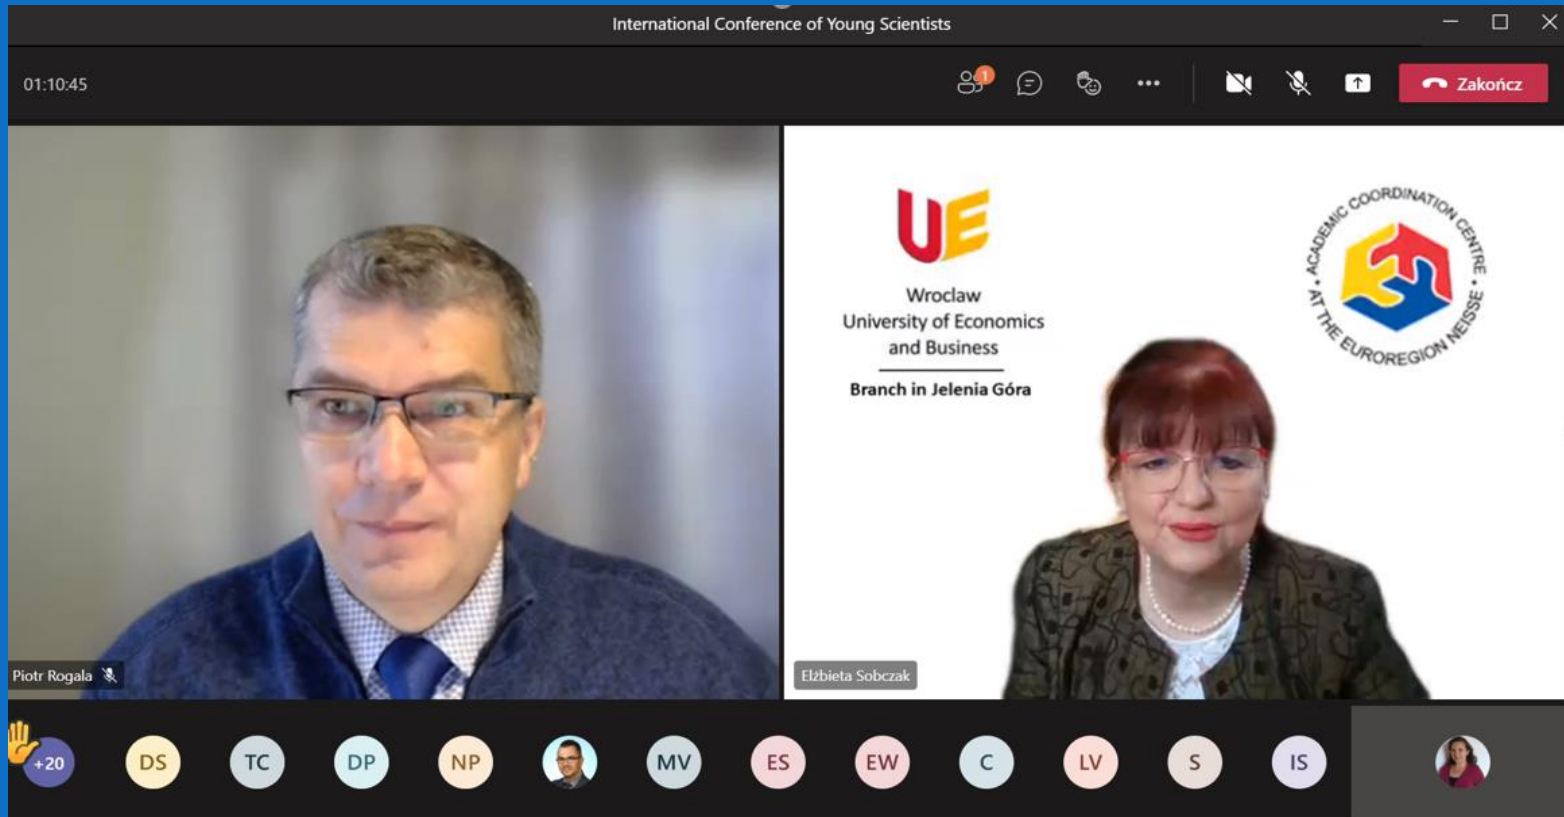 International Conference of Young Scientists
01:10:45
1
Zakończ
UE
Wroclaw
University of Economics
and Business
Branch in Jelenia Góra
• ACADEMIC COORDINATION CENTRE •
AT THE EUROREGION NEISSE
Piotr Rogala
Elżbieta Sobczak
+20
DS
TC
DP
NP
MV
ES
EW
C
LV
S
IS